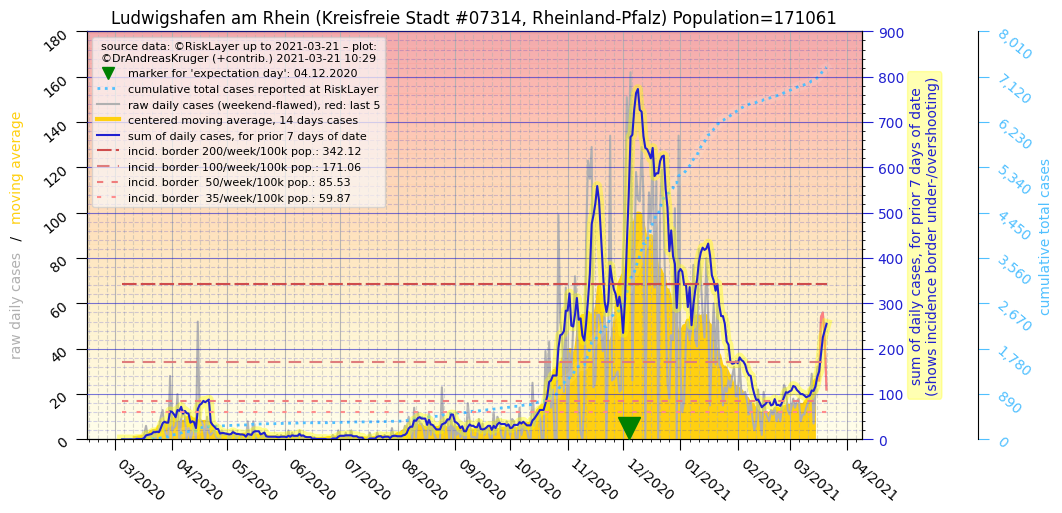 Ludwigshafen am Rhein (Kreisfreie Stadt #07314, Rheinland-Pfalz) Population=171061
source data: ©RiskLayer up to 2021-03-21 – plot:
©DrAndreasKruger (+contrib.) 2021-03-21 10:29
marker for 'expectation day': 04.12.2020
cumulative total cases reported at RiskLayer
raw daily cases (weekend-flawed), red: last 5
centered moving average, 14 days cases
sum of daily cases, for prior 7 days of date
incid. border 200/week/100k pop.: 342.12
incid. border 100/week/100k pop.: 171.06
incid. border  50/week/100k pop.: 85.53
incid. border  35/week/100k pop.: 59.87
raw daily cases / moving average
180
160
140
120
100
80
60
40
20
0
03/2020
04/2020
05/2020
06/2020
07/2020
08/2020
09/2020
10/2020
11/2020
12/2020
01/2021
02/2021
03/2021
04/2021
900
800
700
600
500
400
300
200
100
0
sum of daily cases, for prior 7 days of date
(shows incidence border under-/overshooting)
8,010
7,120
6,230
5,340
4,450
3,560
2,670
1,780
890
0
cumulative total cases